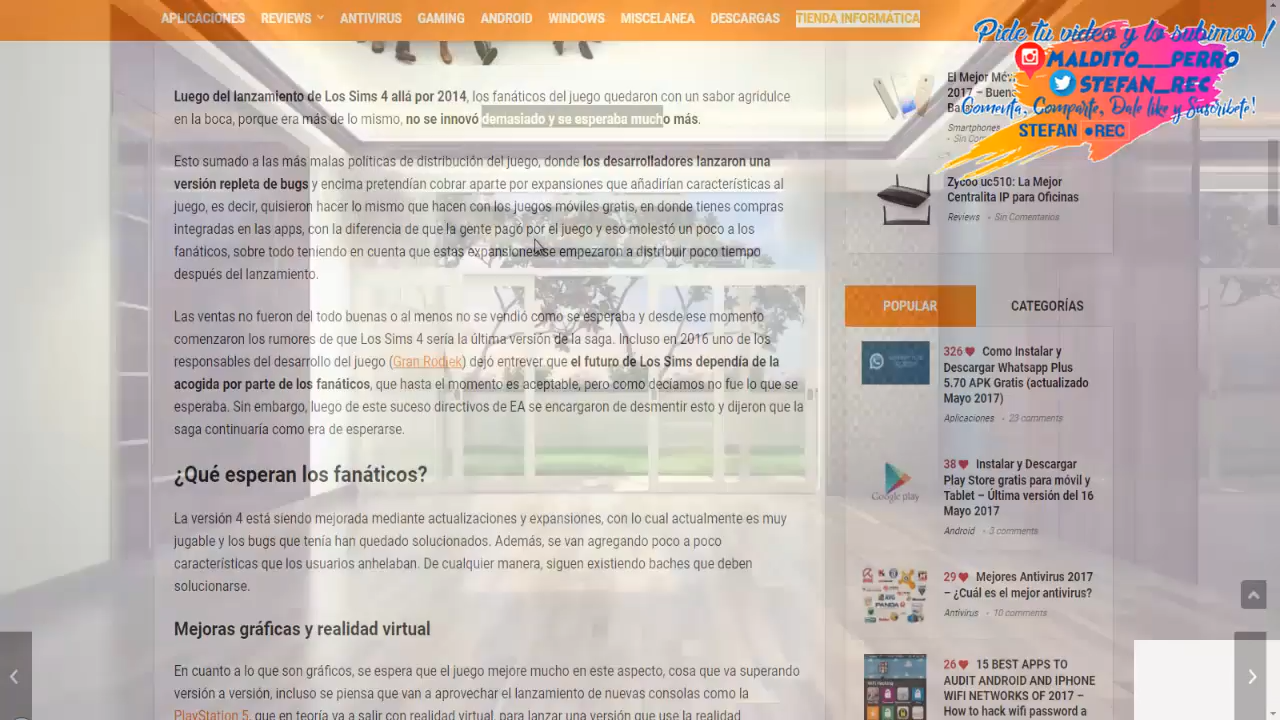 APLICACIONES REVIEWS ANTIVIRUS GAMING ANDROID WINDOWS MISCELANEA DESCARGAS TIENDA INFORMÁTICA
Pide tu video y lo subimos !
MALDITO__PERRO
STEFAN_REC
Comenta, Comparte, Dale like y Suscribete!
STEFAN ●REC
Luego del lanzamiento de Los Sims 4 allá por 2014, los fanáticos del juego quedaron con un sabor agridulce
en la boca, porque era más de lo mismo, no se innovó demasiado y se esperaba mucho más.
Esto sumado a las más malas políticas de distribución del juego, donde los desarrolladores lanzaron una
versión repleta de bugs y encima pretendían cobrar aparte por expansiones que añadirían características al
juego, es decir, quisieron hacer lo mismo que hacen con los juegos móviles gratis, en donde tienes compras
integradas en las apps, con la diferencia de que la gente pagó por el juego y eso molestó un poco a los
fanáticos, sobre todo teniendo en cuenta que estas expansiones se empezaron a distribuir poco tiempo
después del lanzamiento.
Las ventas no fueron del todo buenas o al menos no se vendió como se esperaba y desde ese momento
comenzaron los rumores de que Los Sims 4 sería la última versión de la saga. Incluso en 2016 uno de los
responsables del desarrollo del juego (Gran Rodiek) dejó entrever que el futuro de Los Sims dependía de la
acogida por parte de los fanáticos, que hasta el momento es aceptable, pero como decíamos no fue lo que se
esperaba. Sin embargo, luego de este suceso directivos de EA se encargaron de desmentir esto y dijeron que la
saga continuaría como era de esperarse.
¿Qué esperan los fanáticos?
La versión 4 está siendo mejorada mediante actualizaciones y expansiones, con lo cual actualmente es muy
jugable y los bugs que tenía han quedado solucionados. Además, se van agregando poco a poco
características que los usuarios anhelaban. De cualquier manera, siguen existiendo baches que deben
solucionarse.
Mejoras gráficas y realidad virtual
En cuanto a lo que son gráficos, se espera que el juego mejore mucho en este aspecto, cosa que va superando
versión a versión, incluso se piensa que van a aprovechar el lanzamiento de nuevas consolas como la
PlayStation 5, que en teoría va a salir con realidad virtual, para lanzar una versión que use la realidad
El Mejor
2017 –
Smartphones
Zycoo uc510: La Mejor
Centralita IP para Oficinas
Reviews • Sin Comentarios
POPULAR CATEGORÍAS
326 Como Instalar y
Descargar Whatsapp Plus
5.70 APK Gratis (actualizado
Mayo 2017)
Aplicaciones • 23 comments
38 Instalar y Descargar
Play Store gratis para móvil y
Tablet – Última versión del 16
Mayo 2017
Google play
Android • 3 comments
29 Mejores Antivirus 2017
– ¿Cuál es el mejor antivirus?
Antivirus • 10 comments
26 15 BEST APPS TO
AUDIT ANDROID AND IPHONE
WIFI NETWORKS OF 2017 –
How to hack wifi password a